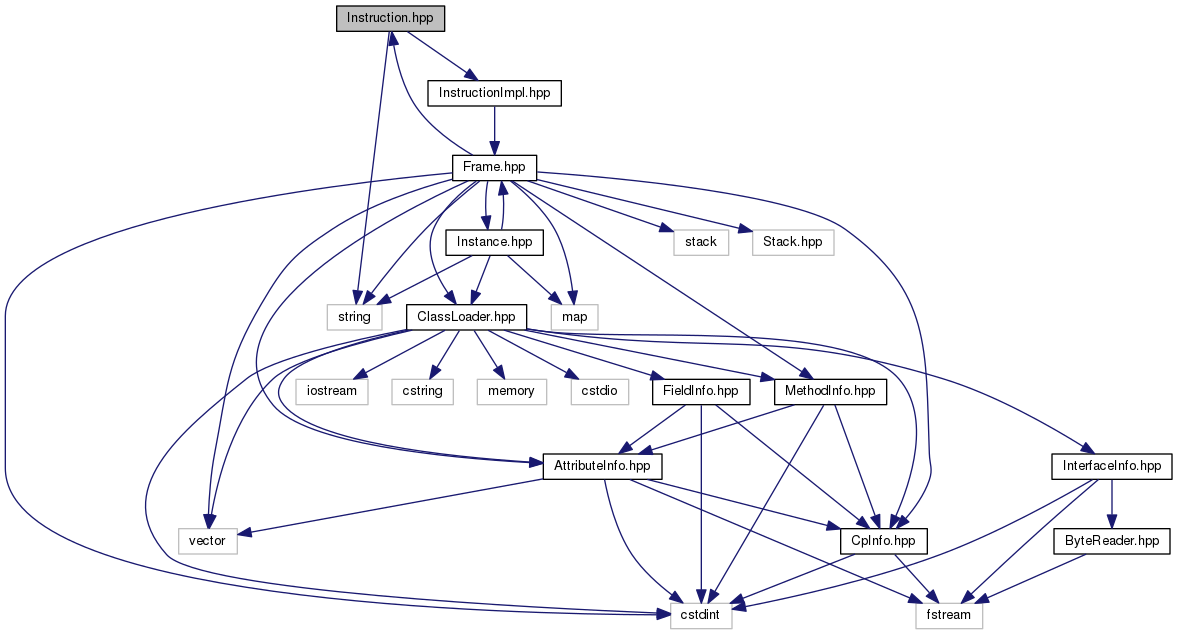 Instruction.hpp
InstructionImpl.hpp
Frame.hpp
Instance.hpp
stack
Stack.hpp
string
ClassLoader.hpp
map
iostream
cstring
memory
cstdio
FieldInfo.hpp
MethodInfo.hpp
AttributeInfo.hpp
InterfaceInfo.hpp
vector
CpInfo.hpp
ByteReader.hpp
cstdint
fstream